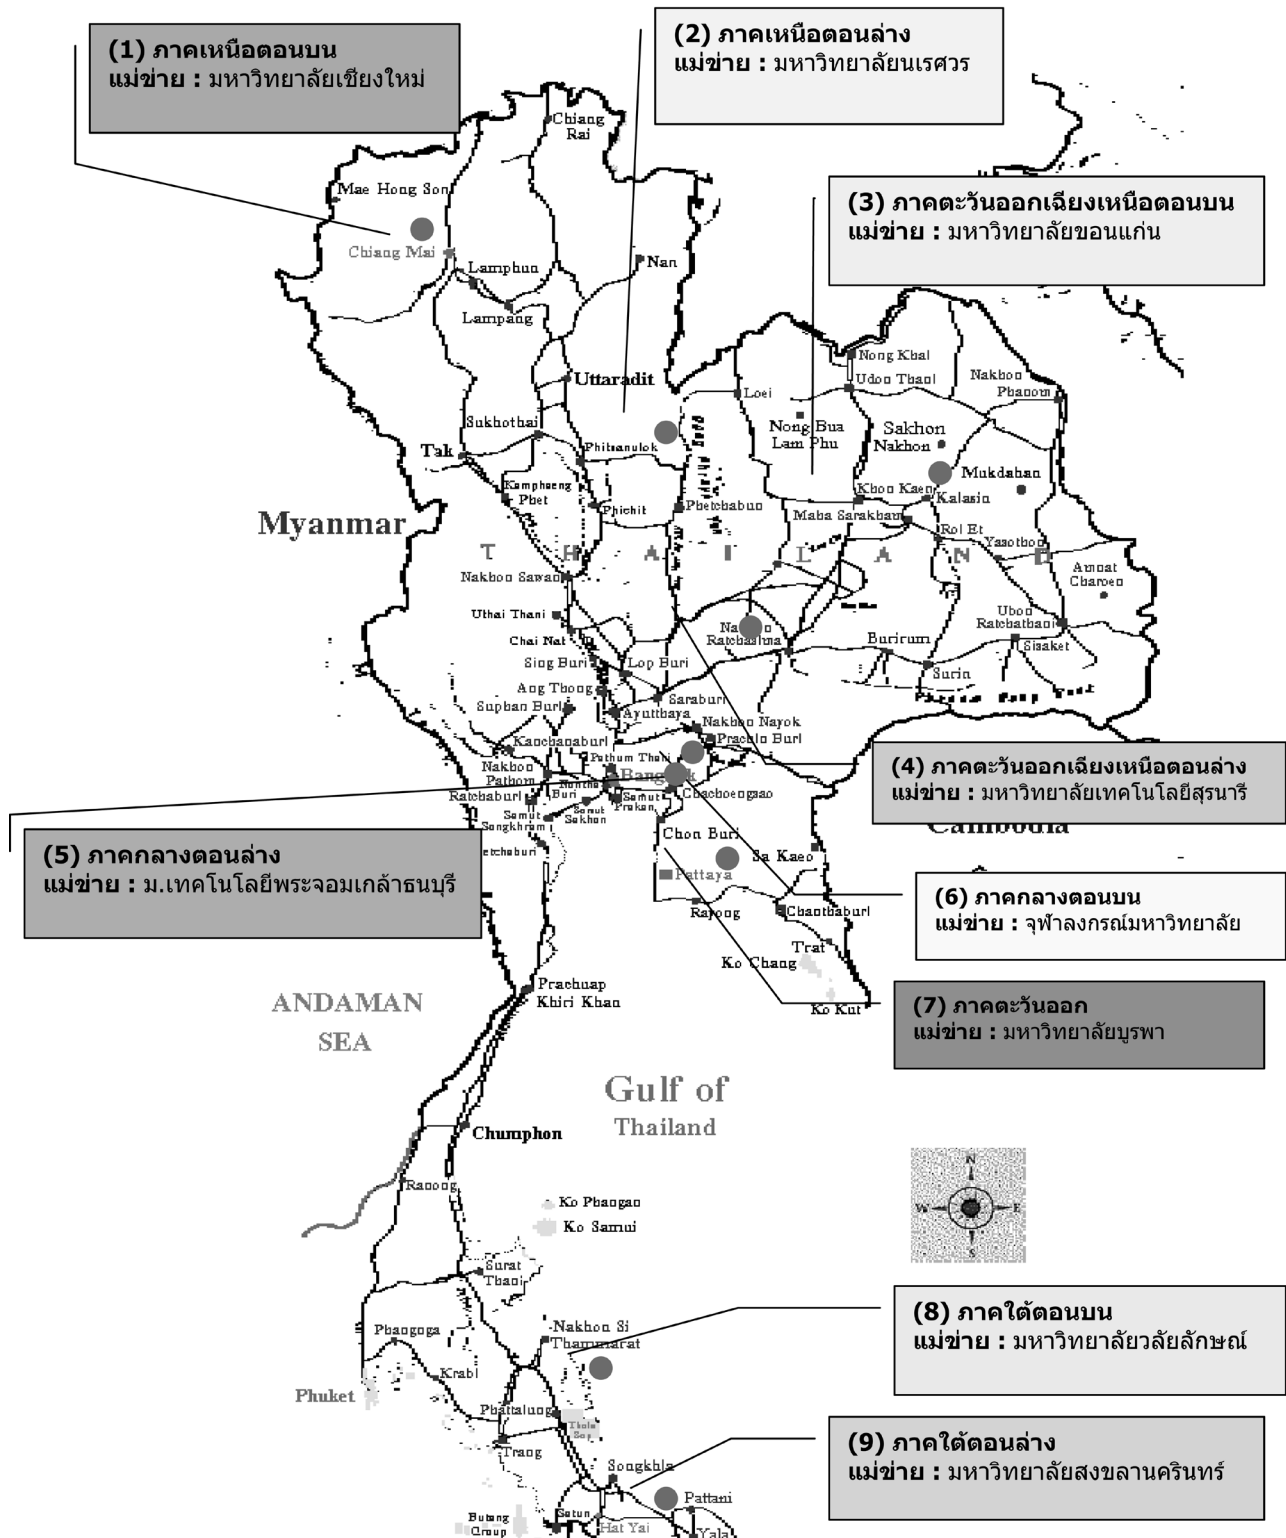 (1) ภาคเหนือตอนบน
แม่ข่าย : มหาวิทยาลัยเชียงใหม่
(2) ภาคเหนือตอนล่าง
แม่ข่าย : มหาวิทยาลัยนเรศวร
Chiang
Rai
Mae Hong Son
(3) ภาคตะวันออกเฉียงเหนือตอนบน
แม่ข่าย : มหาวิทยาลัยขอนแก่น
Chiang Mai
Lamphun
Nan
Lampang
Nong Khai
Uttaradit
Udon Thani
Nakhon
Phanom
Loei
Sukhothai
Nong Bua
Lam Phu
Sakhon
Nakhon
Tak
Phitsanulok
Mukdahan
Kamphaeng
Phet
Khon Kaen
Kalasin
Phichit
Phetchabun
Maha Sarakham
Myanmar
Roi Et
Yasothon
T H A I L A N D
Nakhon Sawan
Amnat
Charoen
Uthai Thani
Ubon
Ratchathani
Chai Nat
Ratchasima
Burirum
Sisaket
Sing Buri
Lop Buri
Surin
Ang Thong
Saraburi
Suphan Buri
Ayutthaya
Nakhon Nayok
Prachin Buri
Kanchanaburi
Pathum Thani
(4) ภาคตะวันออกเฉียงเหนือตอนล่าง
แม่ข่าย : มหาวิทยาลัยเทคโนโลยีสุรนารี
Nakhon
Pathom
Buri
Ratchaburi
Samut
Prakan
Chachoengsao
Samut
Songkhram
Samut
Sakhon
Chon Buri
Cambodia
(5) ภาคกลางตอนล่าง
แม่ข่าย : ม.เทคโนโลยีพระจอมเกล้าธนบุรี
Sa Kaeo
Pattaya
(6) ภาคกลางตอนบน
แม่ข่าย : จุฬาลงกรณ์มหาวิทยาลัย
Rayong
Chanthaburi
Trat
Ko Chang
Prachuap
Khiri Khan
(7) ภาคตะวันออก
แม่ข่าย : มหาวิทยาลัยบูรพา
Ko Kut
ANDAMAN
SEA
Gulf of
Thailand
Chumphon
N
W E
S
Ranong
Ko Phangan
Ko Samui
Surat
Thani
(8) ภาคใต้ตอนบน
แม่ข่าย : มหาวิทยาลัยวลัยลักษณ์
Phangnga
Nakhon Si
Thammarat
Krabi
Phuket
Phattalung
Thale
Sap
(9) ภาคใต้ตอนล่าง
แม่ข่าย : มหาวิทยาลัยสงขลานครินทร์
Trang
Songkhla
Pattani
Butang
Group
Satun
Hat Yai
Yala